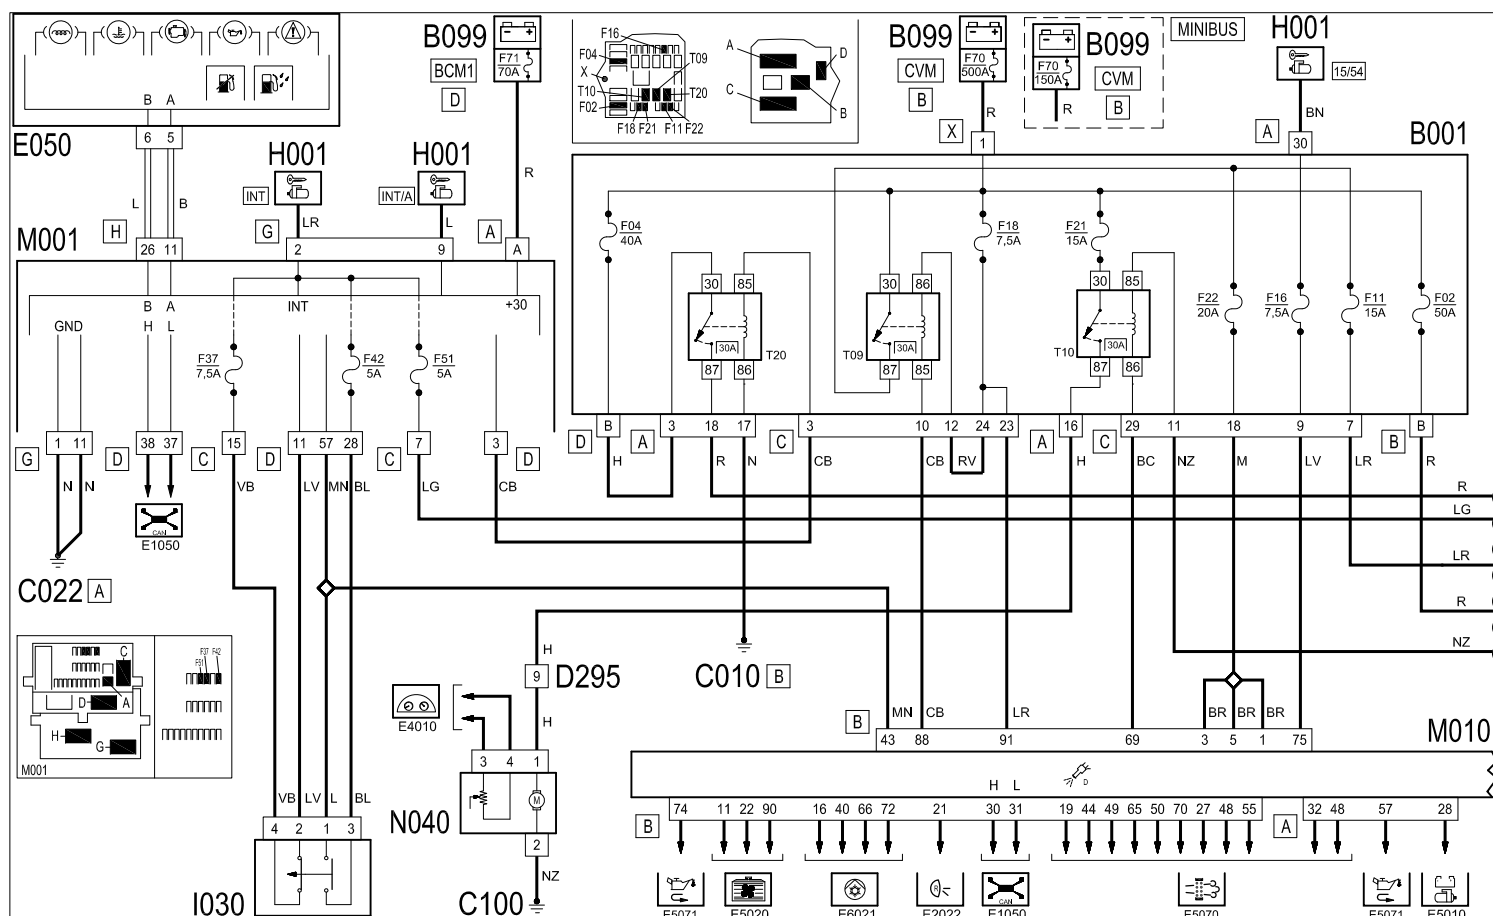 B099
BCM1
D
F71
70A
F16
F04
X
T10
F02
T09
T20
F18 F21 F11 F22
A
C
D
B
B099
CVM
B
F70
500A
F70
150A
B099
CVM
B
R
MINIBUS
H001
15/54
B A
6 5
E050
L B
H001
INT
LR
H001
INT/A
L
R
X
1
R
A
30
BN
B001
H
M001
26 11
G
2
9
A
A
B A
H L
GND
INT
+30
F37
7,5A
F42
5A
F51
5A
F04
40A
30 85
30A
87 86
T20
30 86
30A
87 85
T09
F18
7,5A
F21
15A
30 85
30A
87 86
T10
F22
20A
F16
7,5A
F11
15A
F02
50A
G
1 11
D
38 37
C
15
D
11 57 28
C
7
3
D
D
B
A
3 18 17
C
3 10 12 24 23
A
16
C
29 11 18 9 7
B
B
N N
VB
LV MN BL
LG
CB
H
R
N
CB
CB
RV
H
BC
NZ
M
LV
LR
R
R
LG
LR
R
NZ
CAN
E1050
C022 A
C010 B
H
9
D295
H
E4010
3 4 1
M
N040
2
NZ
C100
C
F37 F42
F51
D
A
H
G
M001
VB LV L BL
4 2 1 3
I030
B
MN CB LR BR BR BR
43 88 91 69 3 5 1 75
M010
H L
D
B
74 11 22 90 16 40 66 72 21 30 31 19 44 49 65 50 70 27 48 55
A
32 48 57 28
R
CAN
E5071
E5020
E6021
E2022
E1050
E5070
E5071
E5010